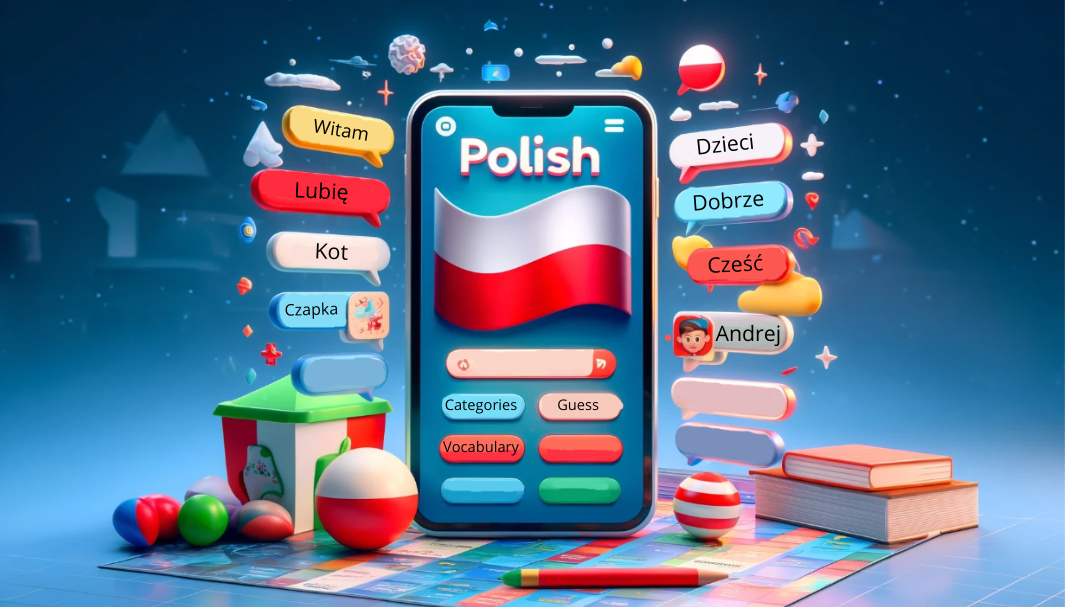 Polish
Witam
Lubię
Kot
Czapka
Dzieci
Dobrze
Cześć
Andrej
Categories
Guess
Vocabulary